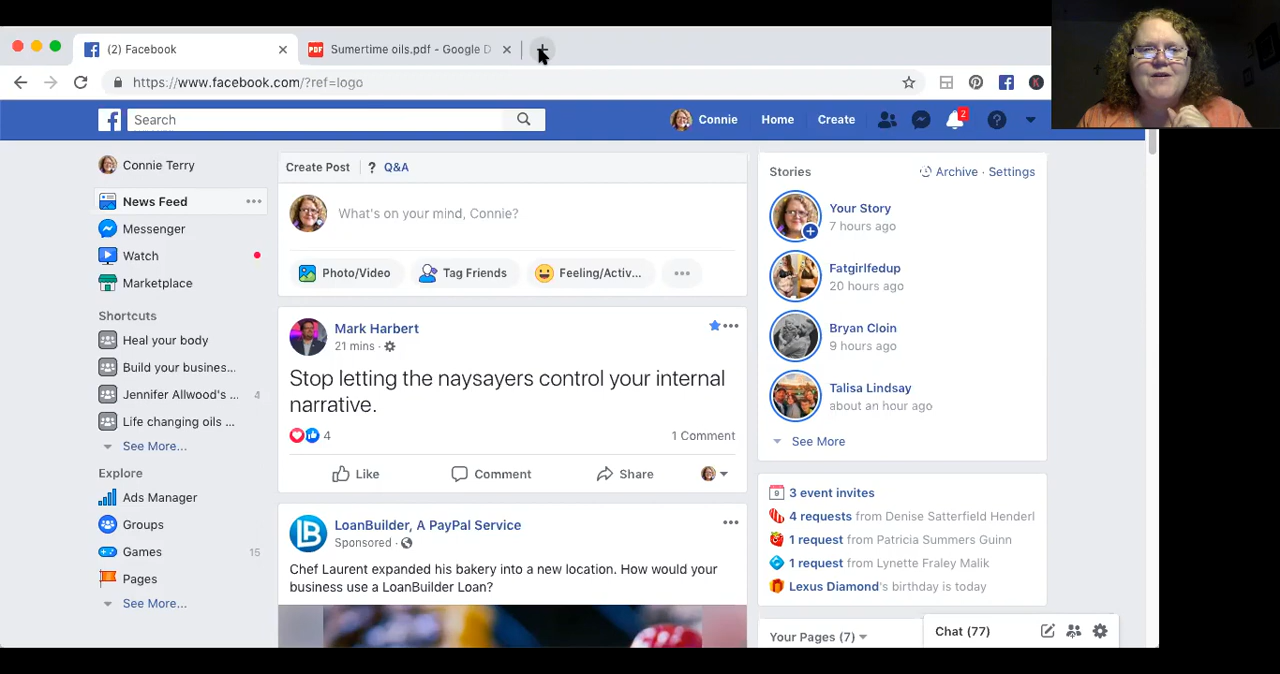 (2) Facebook
PDF Sumertime oils.pdf - Google D
https://www.facebook.com/?ref=logo
Search
Connie Home Create
2
Connie Terry
News Feed
Messenger
Watch
Marketplace
Shortcuts
Heal your body
Build your busines...
Jennifer Allwood's ... 4
Life changing oils ...
See More...
Explore
Ads Manager
Groups
Games 15
Pages
See More...
Create Post ? Q&A
What's on your mind, Connie?
Photo/Video Tag Friends Feeling/Activ...
Mark Harbert
21 mins
Stop letting the naysayers control your internal
narrative.
4 1 Comment
Like Comment Share
LoanBuilder, A PayPal Service
Sponsored
Chef Laurent expanded his bakery into a new location. How would your
business use a LoanBuilder Loan?
Stories Archive · Settings
Your Story
7 hours ago
Fatgirlfedup
20 hours ago
Bryan Cloin
9 hours ago
Talisa Lindsay
about an hour ago
See More
3 event invites
4 requests from Denise Satterfield Henderl
1 request from Patricia Summers Guinn
1 request from Lynette Fraley Malik
Lexus Diamond's birthday is today
Your Pages (7)
Chat (77)